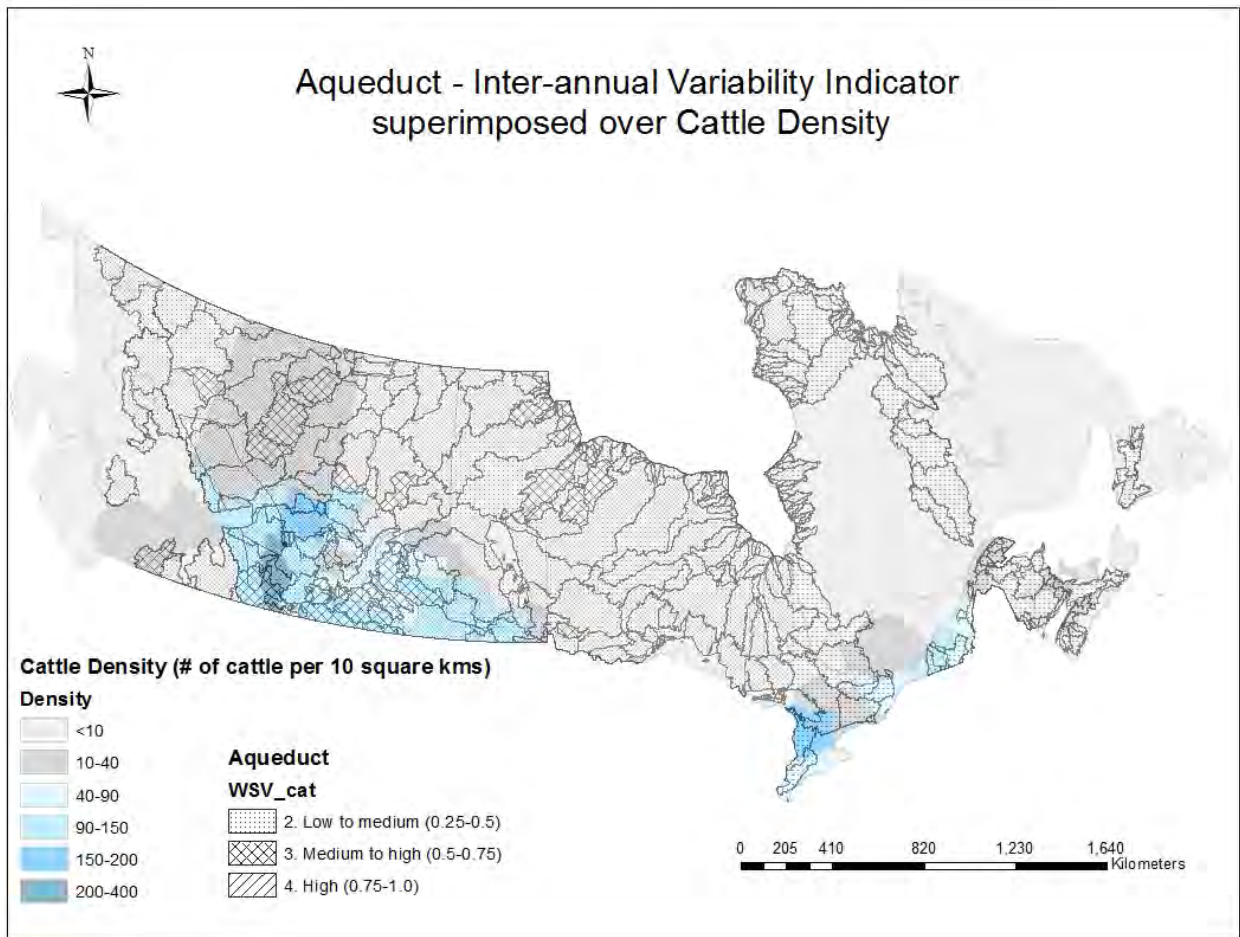 N
Aqueduct - Inter-annual Variability Indicator
superimposed over Cattle Density
Cattle Density (# of cattle per 10 square kms)
Density
<10
10-40
40-90
90-150
150-200
200-400
Aqueduct
WSV_cat
2. Low to medium (0.25-0.5)
3. Medium to high (0.5-0.75)
4. High (0.75-1.0)
0 205 410 820 1,230 1,640
Kilometers